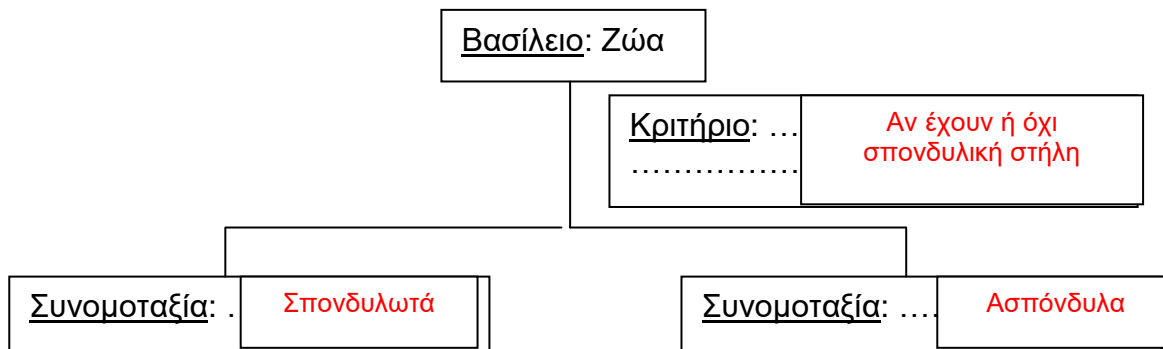 Βασίλειο: Ζώα
Κριτήριο: …
Αν έχουν ή όχι
σπονδυλική στήλη
………………
Συνομοταξία: .
Σπονδυλωτά
Συνομοταξία: ….
Ασπόνδυλα